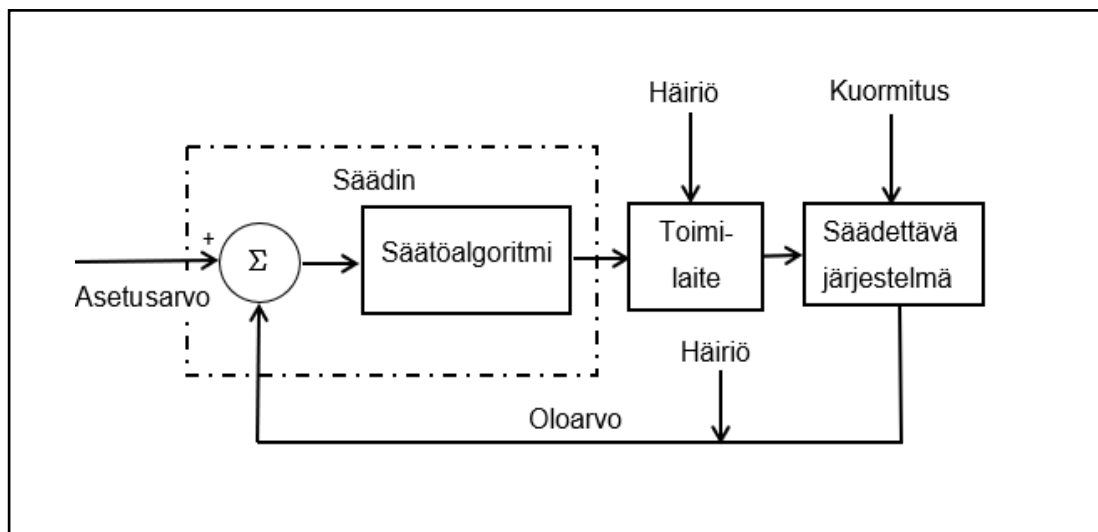 Häiriö
Kuormitus
Säädin
+
Σ
Säätöalgoritmi
Toimi-
laite
Säädettävä
järjestelmä
Asetusarvo
Häiriö
Oloarvo